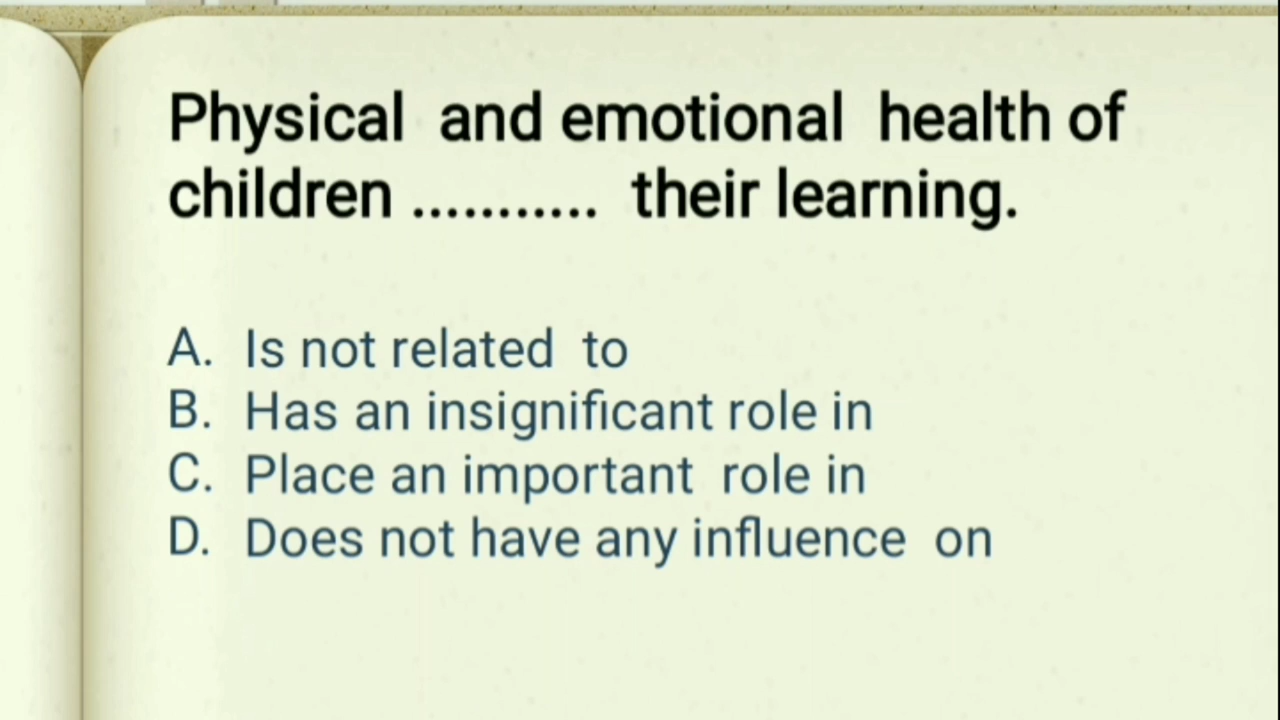 Physical and emotional health of
children ........... their learning.
A. Is not related to
B. Has an insignificant role in
C. Place an important role in
D. Does not have any influence on